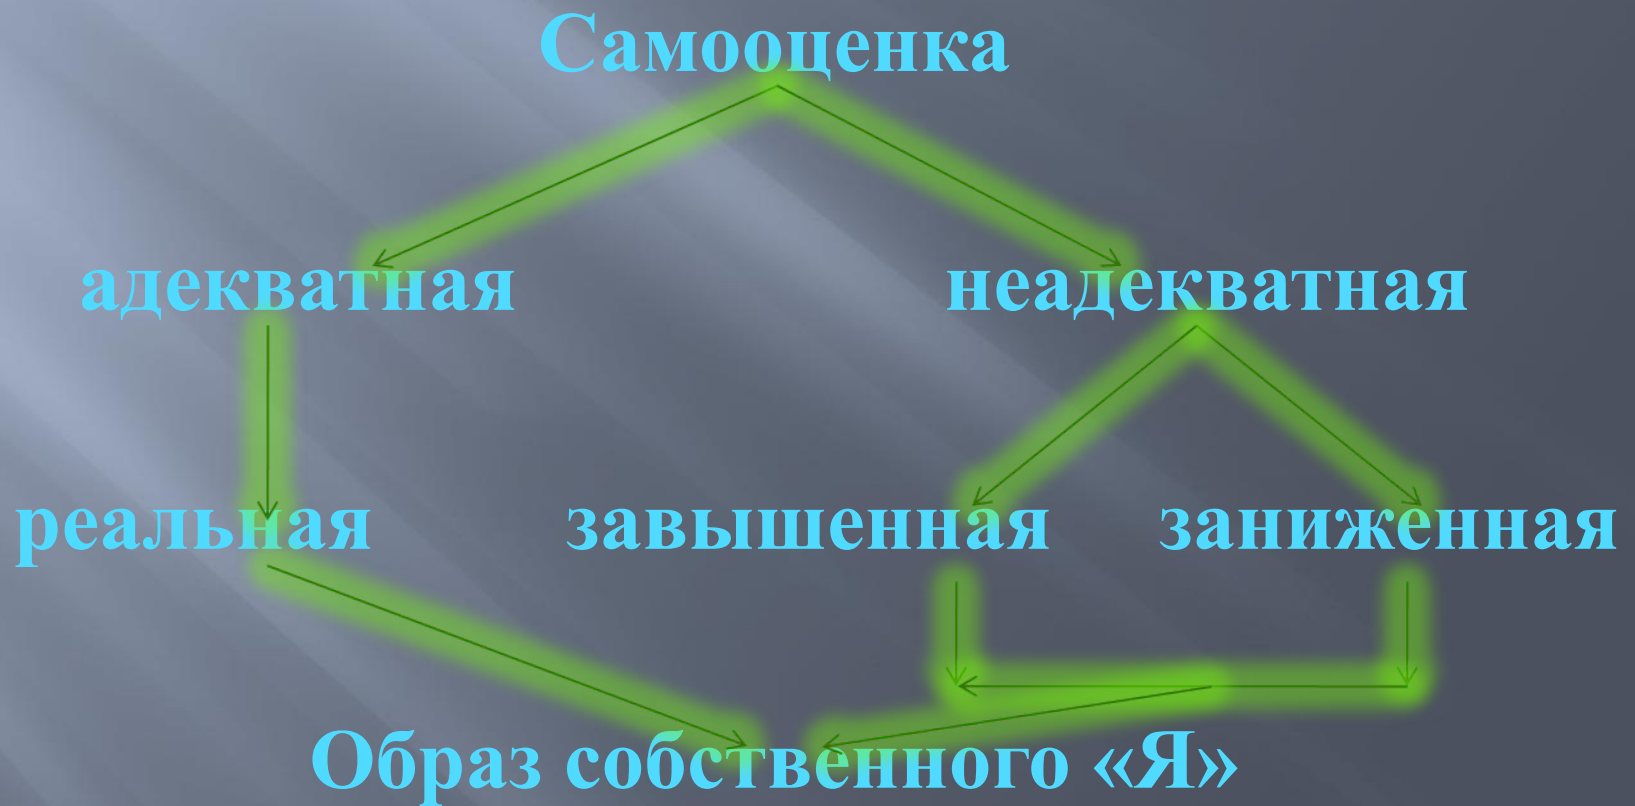 Самооценка
адекватная неадекватная
реальная завышенная заниженная
Образ собственного «Я»